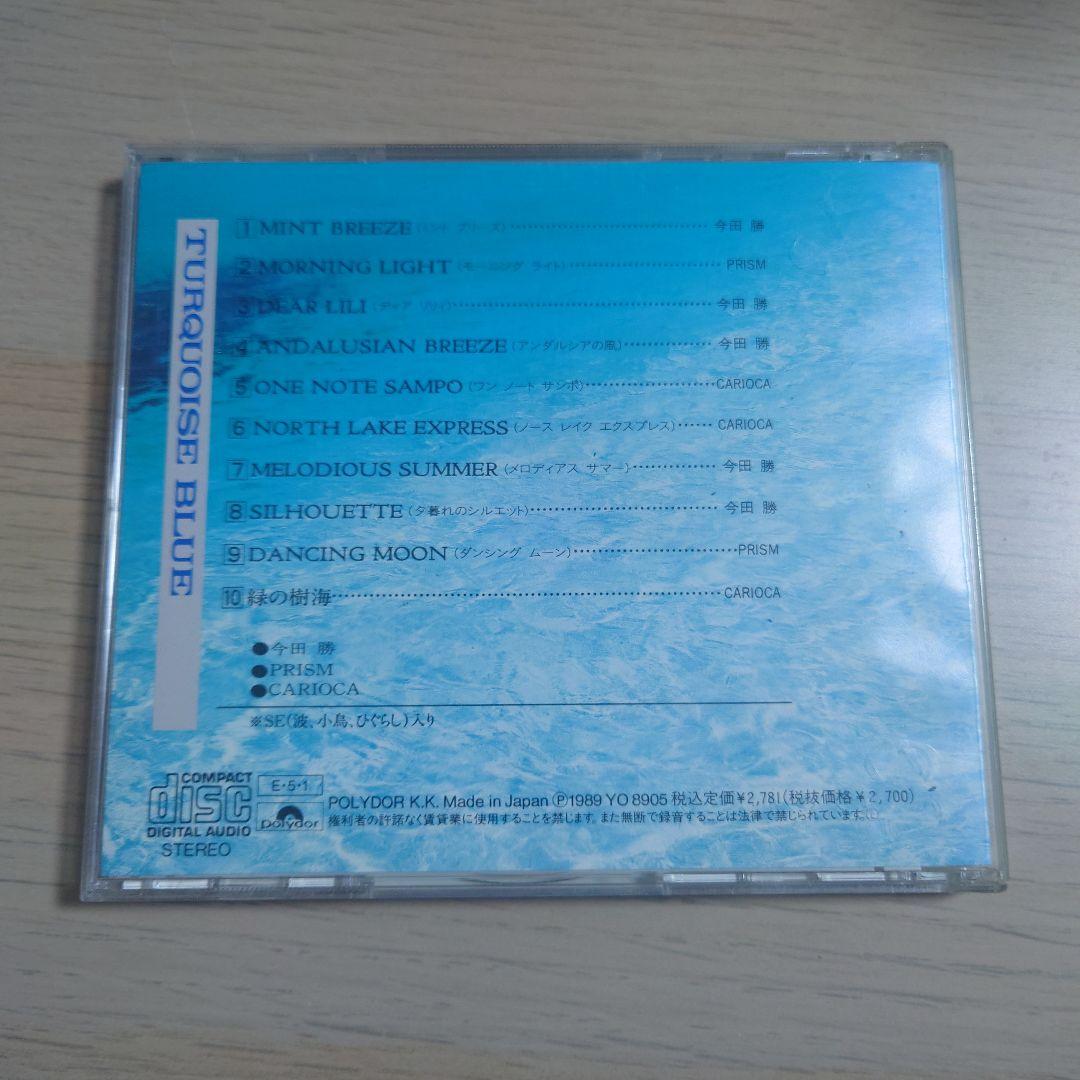 TURQUOISE BLUE
1 MINT BREEZE (ミント ブリーズ) 今田 勝
2 MORNING LIGHT (モーニング ライト) PRISM
3 DEAR LILI (ディア リリィ) 今田 勝
4 ANDALUSIAN BREEZE (アンダルシアの風) 今田 勝
5 ONE NOTE SAMPO (ワン ノート サンポ) CARIOCA
6 NORTH LAKE EXPRESS (ノース レイク エクスプレス) CARIOCA
7 MELODIOUS SUMMER (メロディアス サマー) 今田 勝
8 SILHOUETTE (夕暮れのシルエット) 今田 勝
9 DANCING MOON (ダンシング ムーン) PRISM
10 緑の樹海 CARIOCA
●今田 勝
●PRISM
●CARIOCA
※SE(波、小鳥、ひぐらし)入り
COMPACT
disc
DIGITAL AUDIO
STEREO
E・5・1
Polydor
POLYDOR K.K. Made in Japan Ⓟ1989 YO 8905 税込定価¥2,781(税抜価格¥2,700)
権利者の許諾なく賃貸業に使用することを禁じます。また無断で録音することは法律で禁じられています。